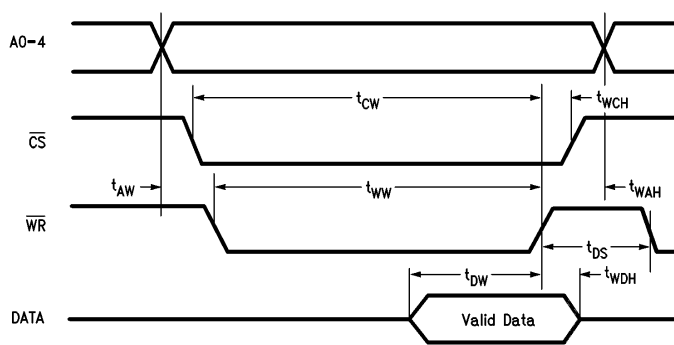 A0-4
tCW
tWCH
CS
tAW
tWW
tWAH
WR
tDS
tDW
tWDH
DATA
Valid Data